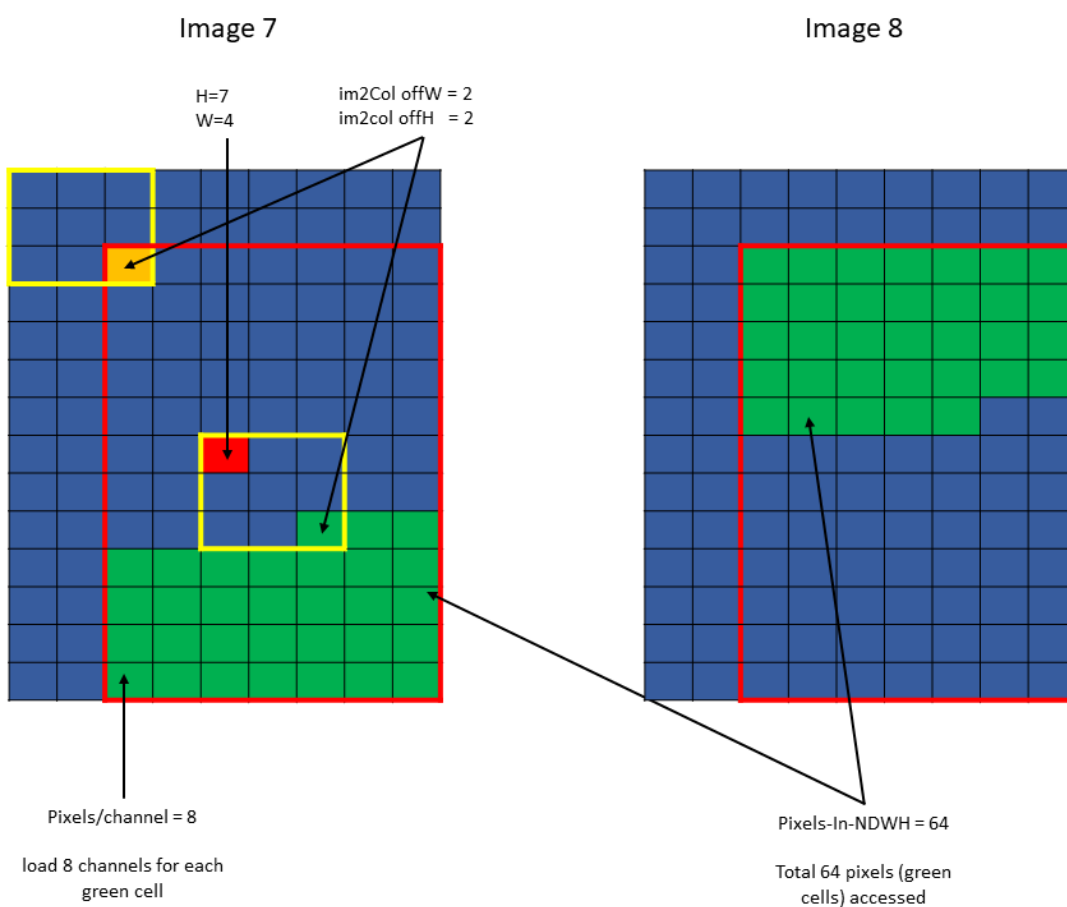 Image 7
Image 8
H=7
W=4
im2Col offW = 2
im2col offH  = 2
Pixels/channel = 8
load 8 channels for each
green cell
Pixels-In-NDWH = 64
Total 64 pixels (green
cells) accessed